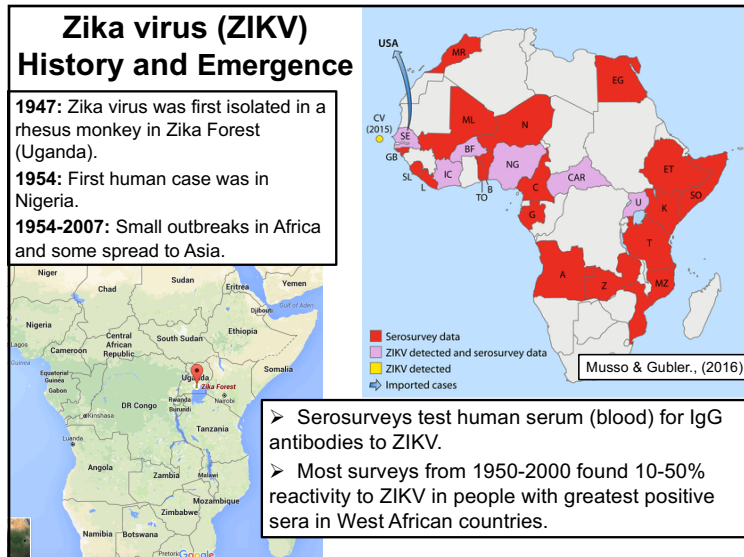 Zika virus (ZIKV)
History and Emergence
1947: Zika virus was first isolated in a
rhesus monkey in Zika Forest
(Uganda).
1954: First human case was in
Nigeria.
1954-2007: Small outbreaks in Africa
and some spread to Asia.
USA
MR
EG
CV
(2015)
SE
ML
N
GB
BF
NG
SL
L
IC
TO
B
C
CAR
ET
SO
G
U
K
T
A
Z
MZ
Serosurvey data
ZIKV detected and serosurvey data
ZIKV detected
Imported cases
Musso & Gubler., (2016)
Niger
Chad
Sudan
Eritrea
Yemen
Gulf of Aden
Djibouti
Nigeria
Ethiopia
Lagos
Central
African
Republic
South Sudan
Cameroon
Somalia
Guinea
Equatorial
Guinea
Gabon
Uganda
Zika Forest
Nairobi
DR Congo
Rwanda
Burundi
Kinshasa
Tanzania
Luanda
Angola
Zambia
Malawi
Mozambique
Zimbabwe
Namibia
Botswana
Pretoria
Google
➢ Serosurveys test human serum (blood) for IgG
antibodies to ZIKV.
➢ Most surveys from 1950-2000 found 10-50%
reactivity to ZIKV in people with greatest positive
sera in West African countries.